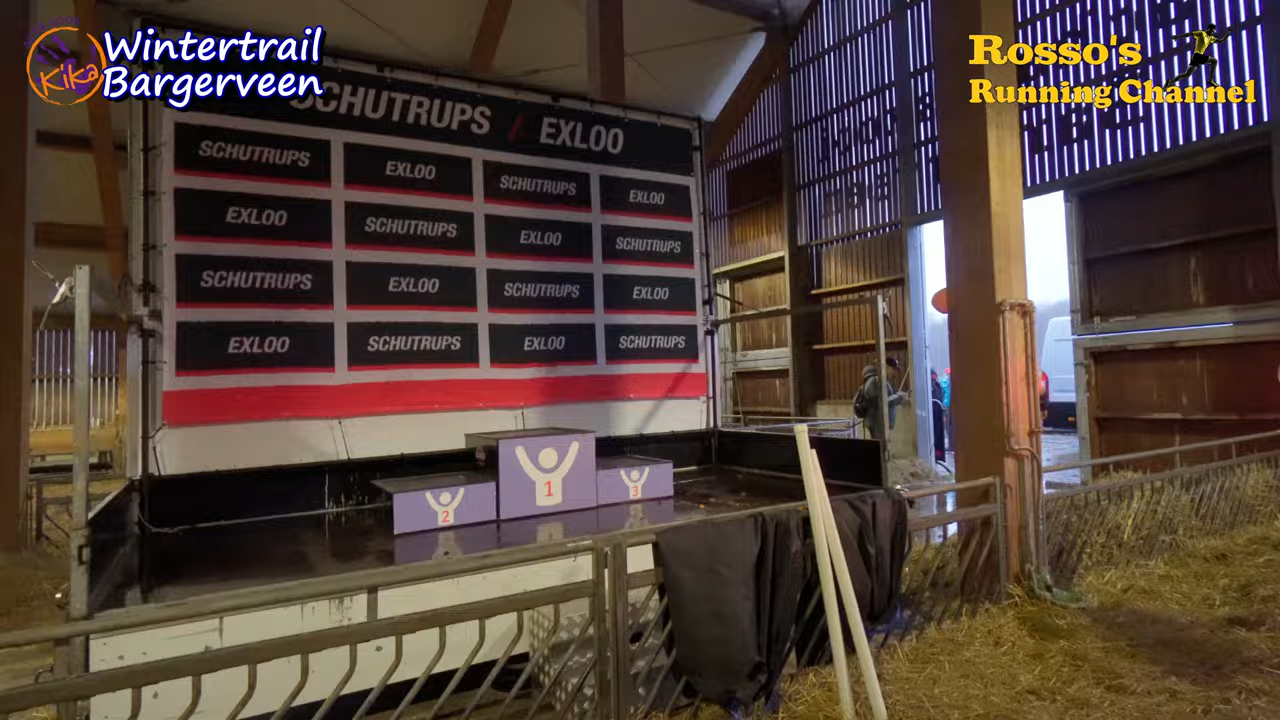 KiKa
Wintertrail
Bargerveen
Rosso's
Running Channel
SCHUTRUPS EXLOO
SCHUTRUPS EXLOO SCHUTRUPS EXLOO
EXLOO SCHUTRUPS EXLOO SCHUTRUPS
SCHUTRUPS EXLOO SCHUTRUPS EXLOO
EXLOO SCHUTRUPS EXLOO SCHUTRUPS
2 1 3